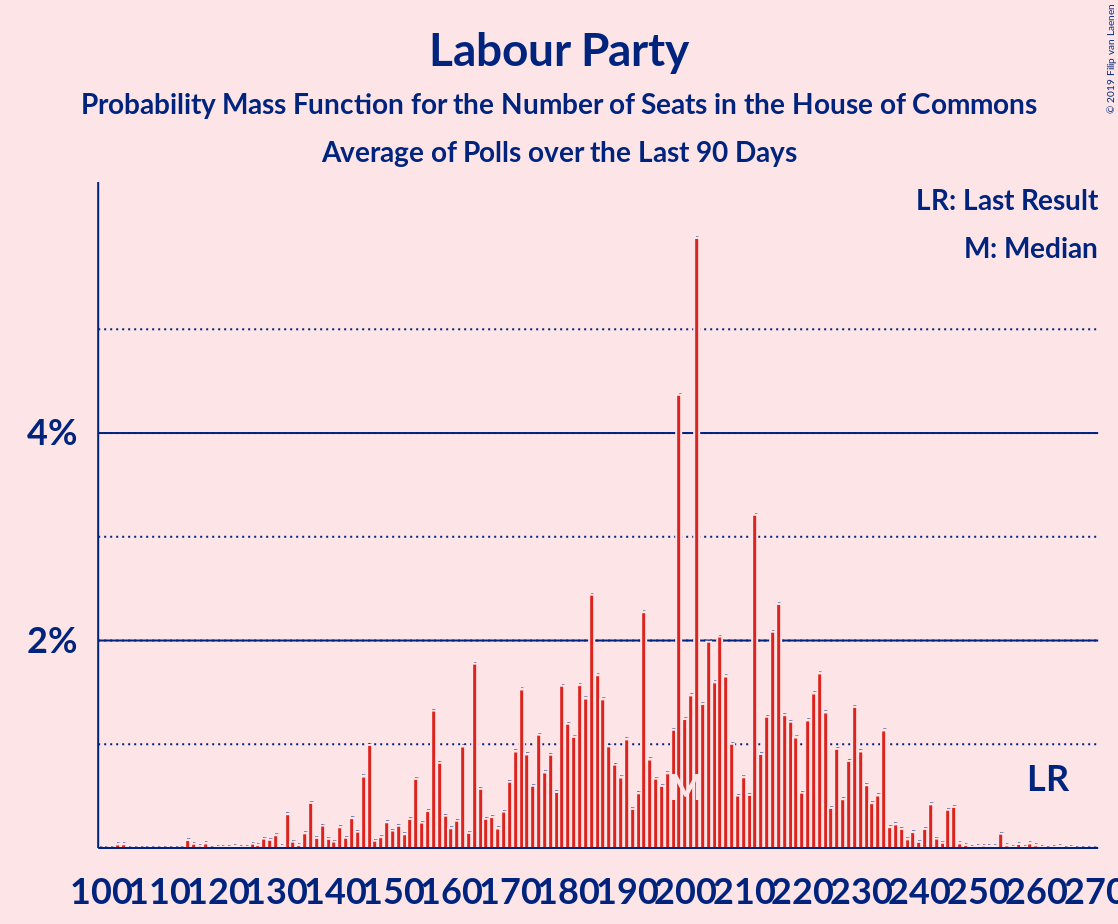 Labour Party
Probability Mass Function for the Number of Seats in the House of Commons
Average of Polls over the Last 90 Days
© 2019 Filip van Laenen
LR: Last Result
M: Median
4%
2%
M
LR
100 110 120 130 140 150 160 170 180 190 200 210 220 230 240 250 260 270